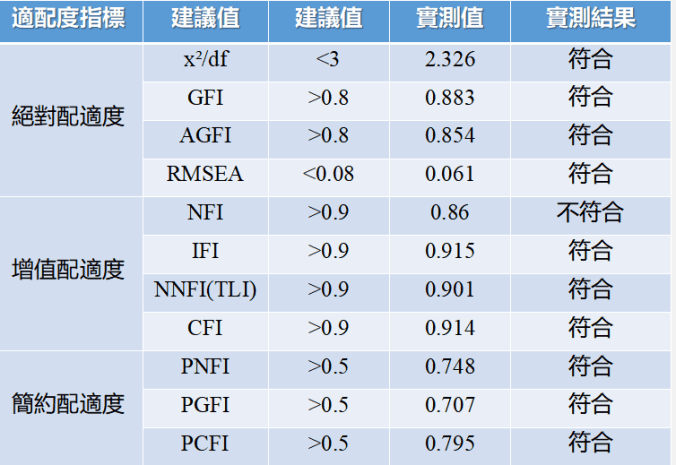 適配度指標 建議值 建議值 實測值 實測結果
絕對配適度
x²/df <3 2.326 符合
GFI >0.8 0.883 符合
AGFI >0.8 0.854 符合
RMSEA <0.08 0.061 符合
增值配適度
NFI >0.9 0.86 不符合
IFI >0.9 0.915 符合
NNFI(TLI) >0.9 0.901 符合
CFI >0.9 0.914 符合
簡約配適度
PNFI >0.5 0.748 符合
PGFI >0.5 0.707 符合
PCFI >0.5 0.795 符合